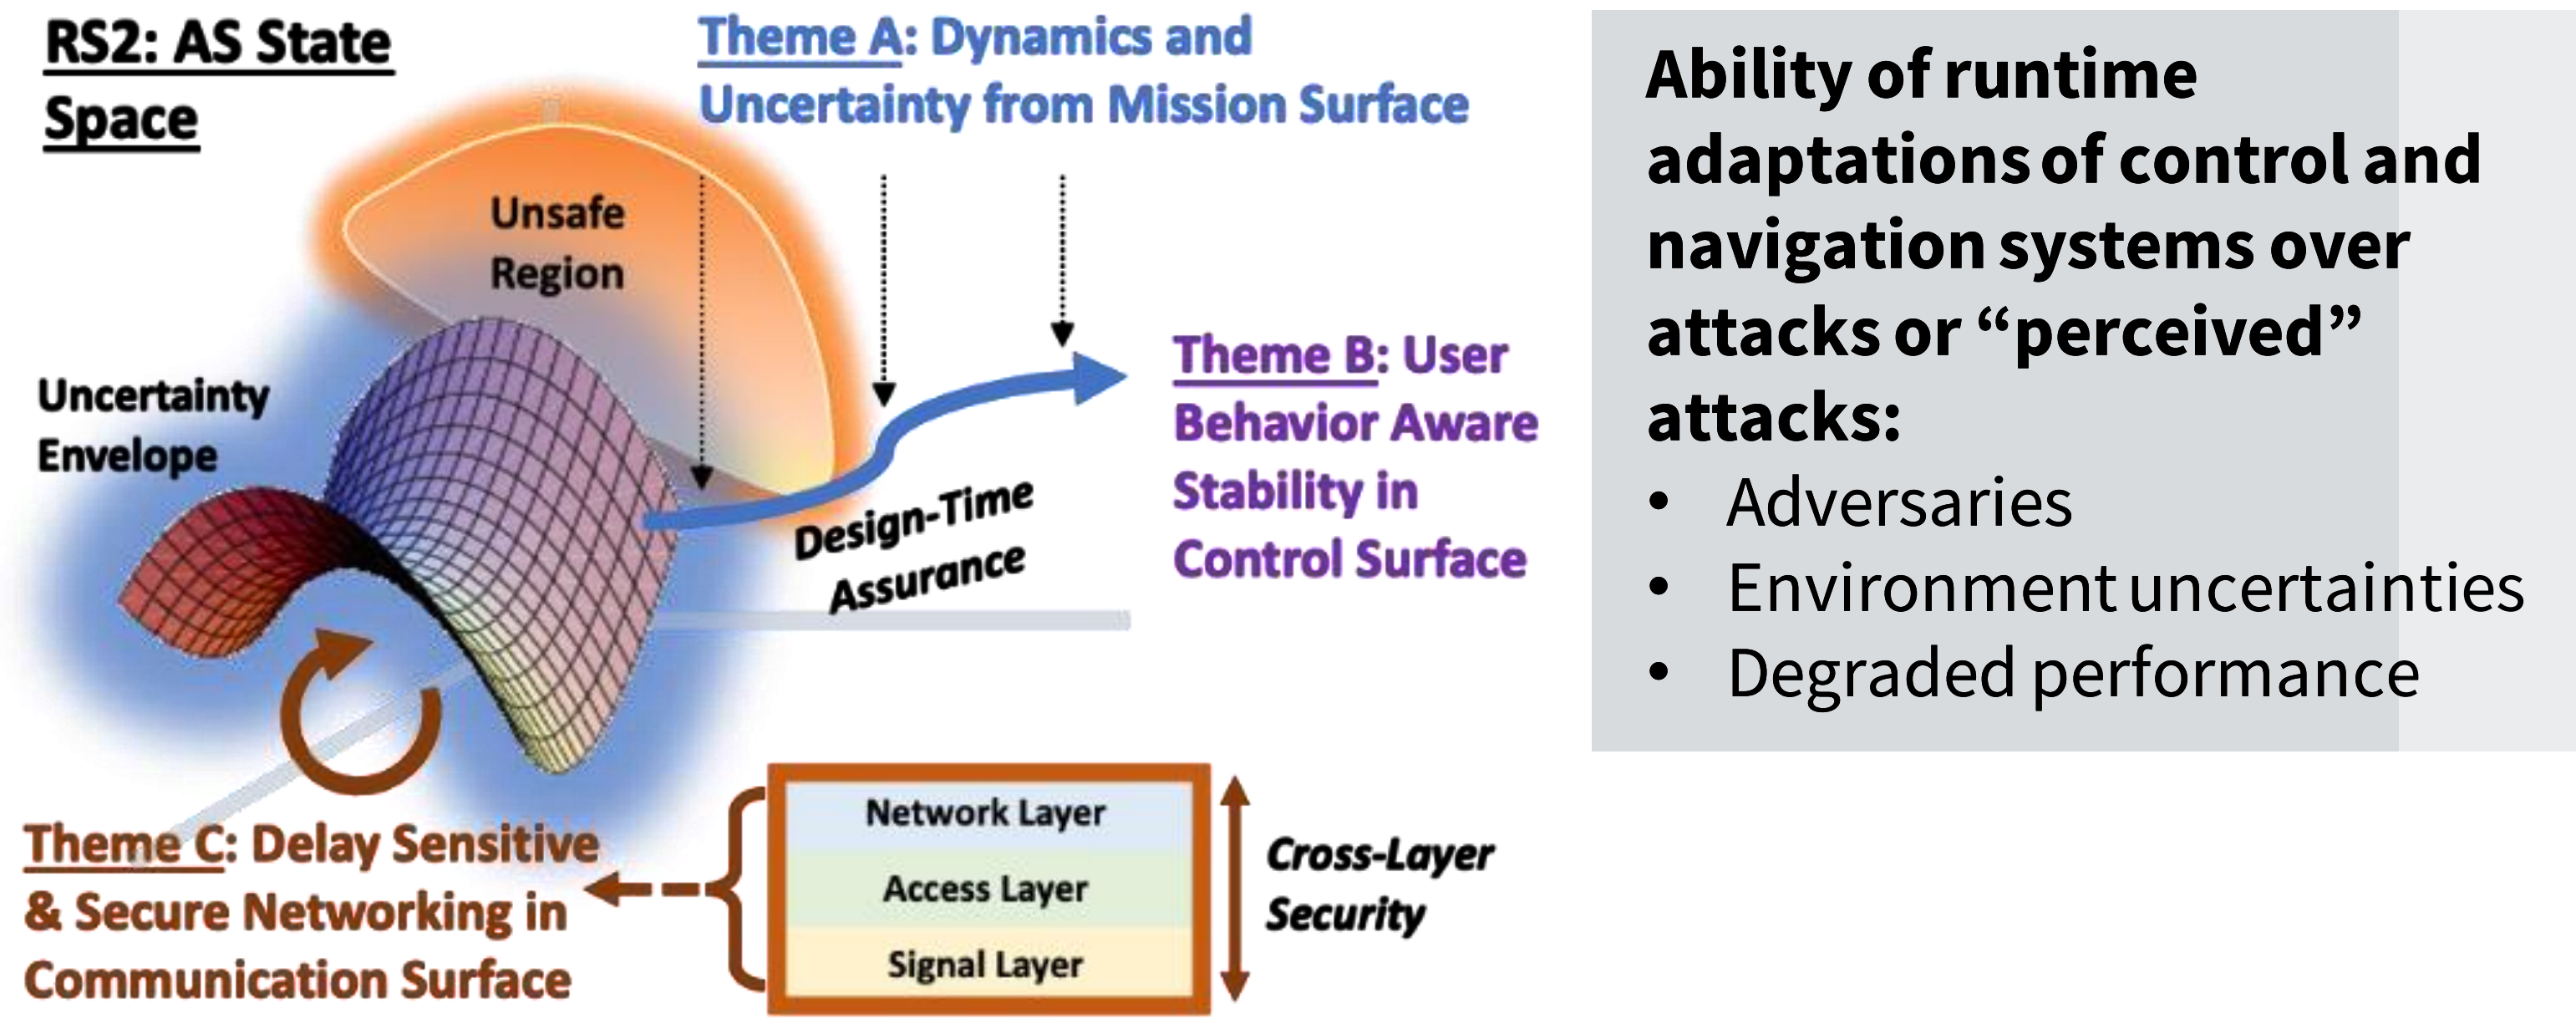 RS2: AS State
Space
Theme A: Dynamics and
Uncertainty from Mission Surface
Unsafe
Region
Uncertainty
Envelope
Design-Time
Assurance
Theme B: User
Behavior Aware
Stability in
Control Surface
Theme C: Delay Sensitive
& Secure Networking in
Communication Surface
Network Layer
Access Layer
Signal Layer
Cross-Layer
Security
Ability of runtime
adaptations of control and
navigation systems over
attacks or “perceived”
attacks:
• Adversaries
• Environment uncertainties
• Degraded performance